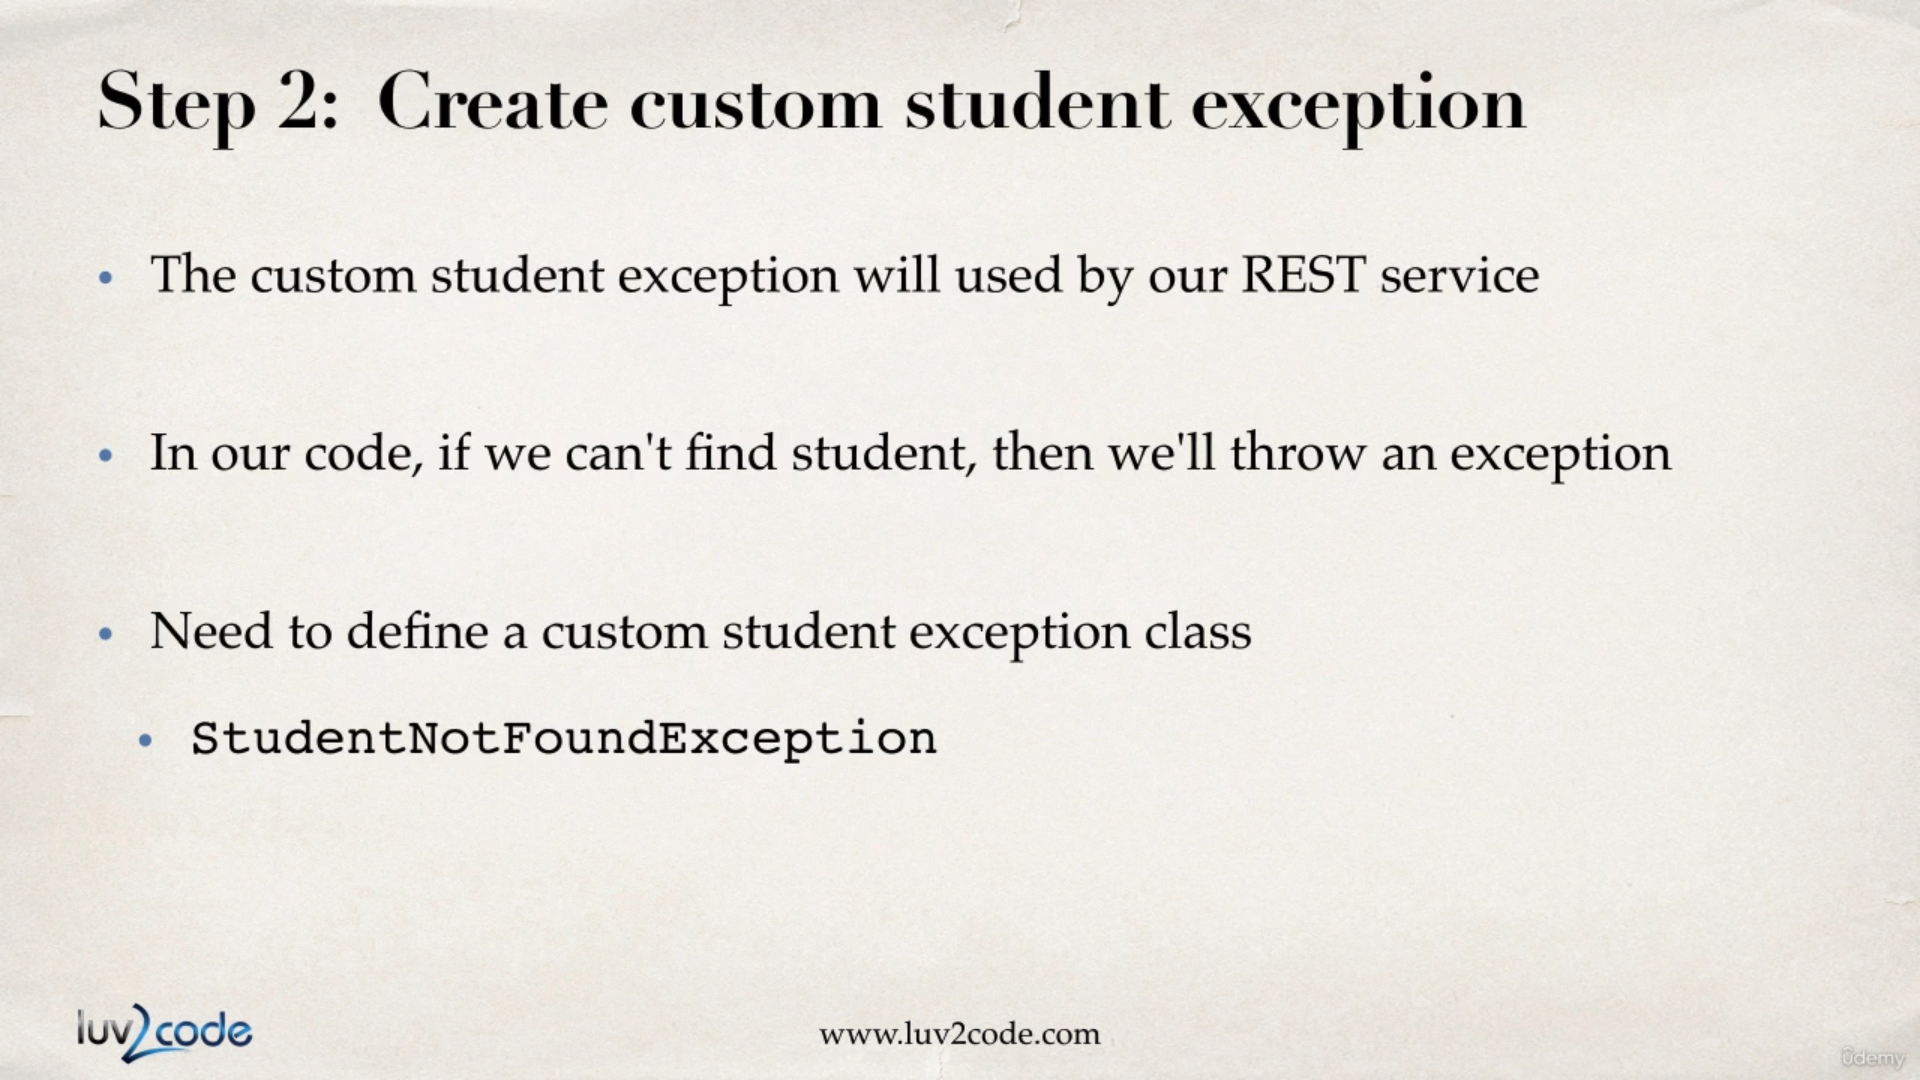 Step 2: Create custom student exception
• The custom student exception will used by our REST service
• In our code, if we can't find student, then we'll throw an exception
• Need to define a custom student exception class
• StudentNotFoundException
luv2code
www.luv2code.com
ûdemy